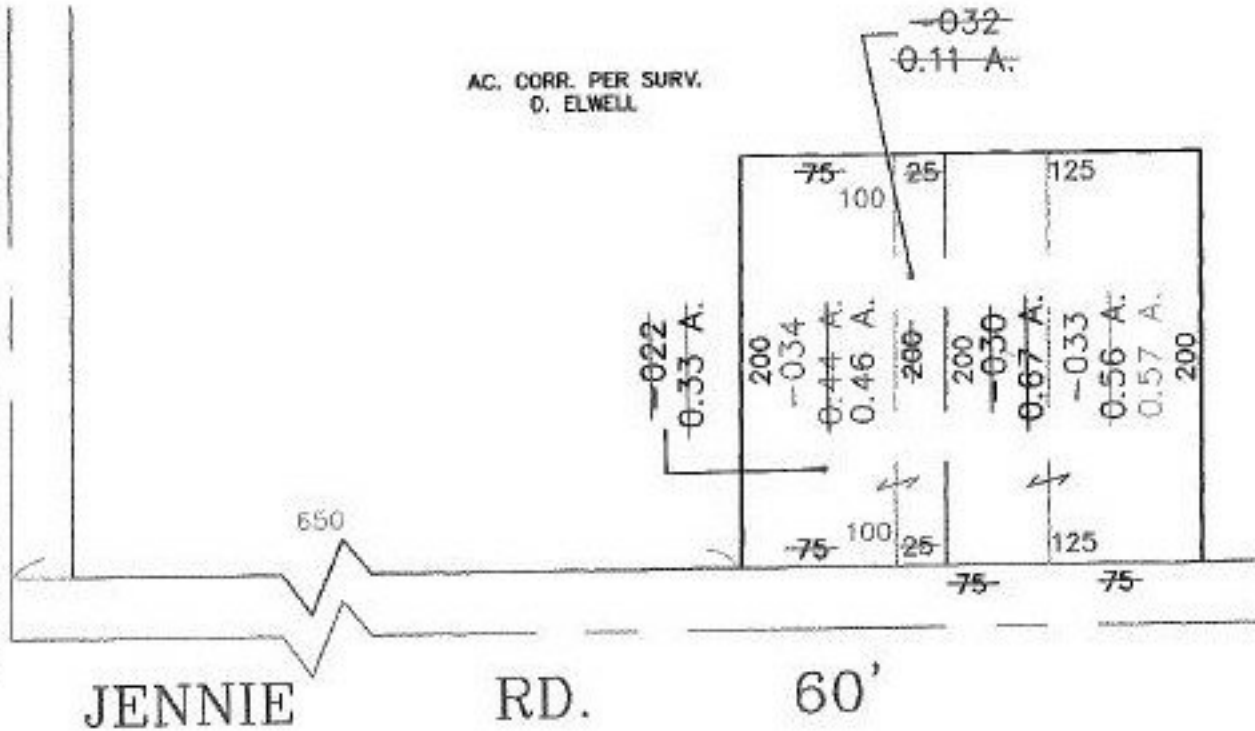 -032
0.11 A.
AC. CORR. PER SURV.
D. ELWELL
75
25
125
100
-022
0.33 A.
200
-034
0.44 A.
0.46 A.
200
200
-030
0.67 A.
-033
0.56 A.
0.57 A.
200
650
75
100
25
125
75
75
JENNIE RD. 60'